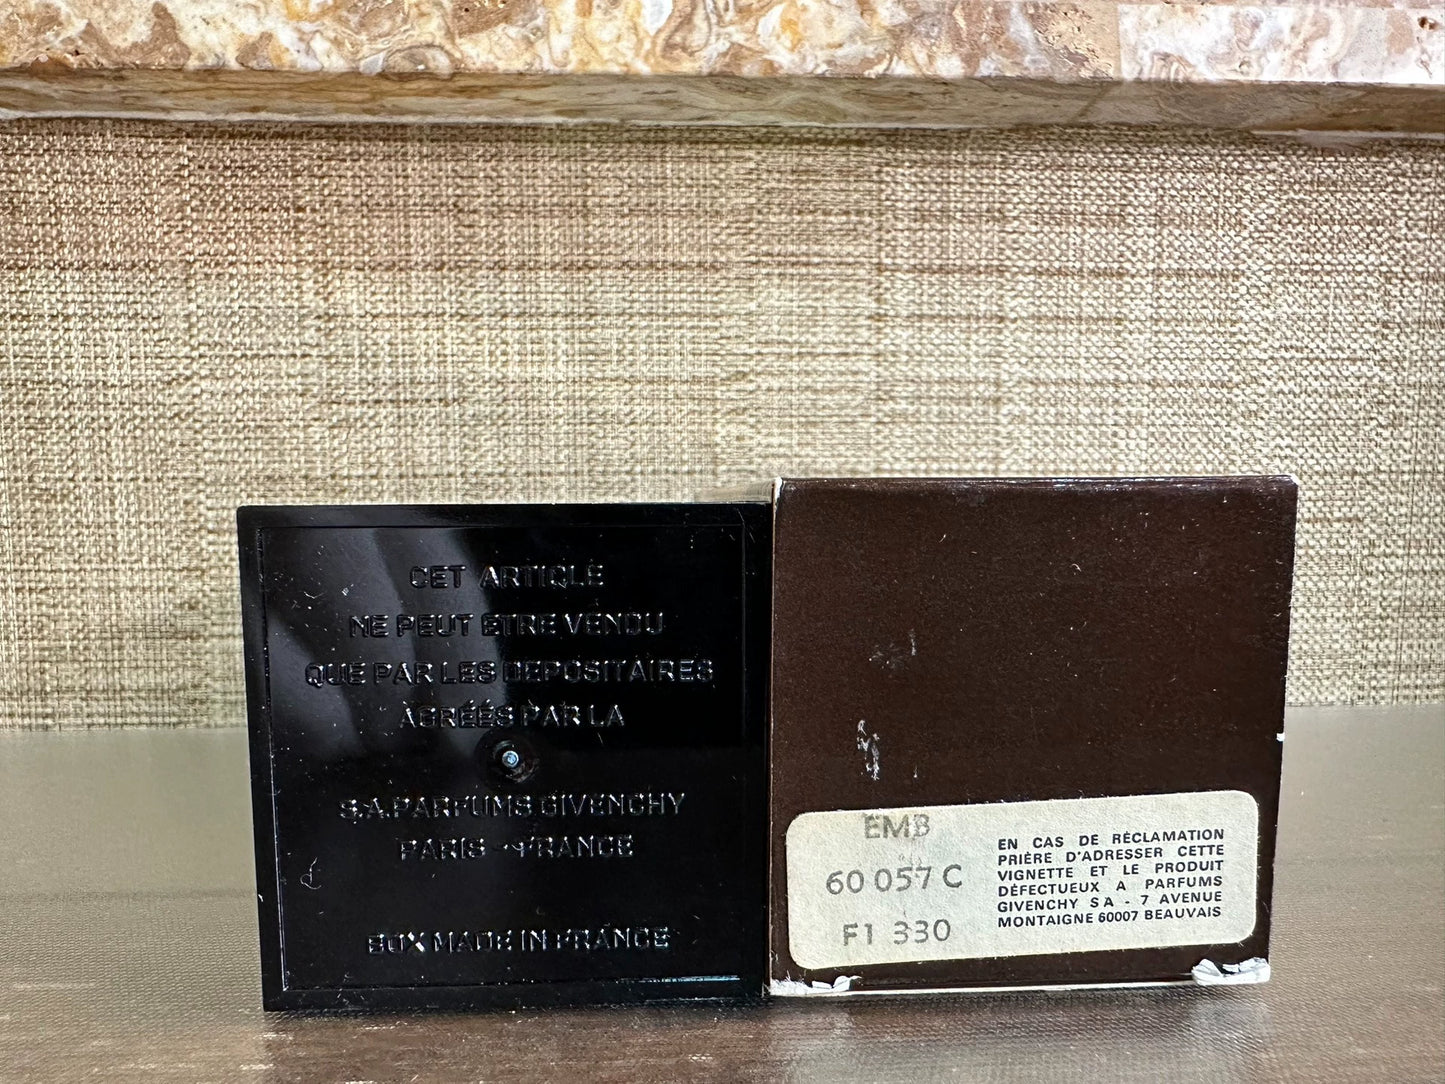 CET ARTICLE
NE PEUT ETRE VENDU
QUE PAR LES DEPOSITAIRES
AGRÉÉS PAR LA
S.A. PARFUMS GIVENCHY
PARIS - FRANCE
BOX MADE IN FRANCE
EMB
60 057 C
F1 330
EN CAS DE RÉCLAMATION
PRIÈRE D'ADRESSER CETTE
VIGNETTE ET LE PRODUIT
DÉFECTUEUX A PARFUMS
GIVENCHY SA - 7 AVENUE
MONTAIGNE 60007 BEAUVAIS